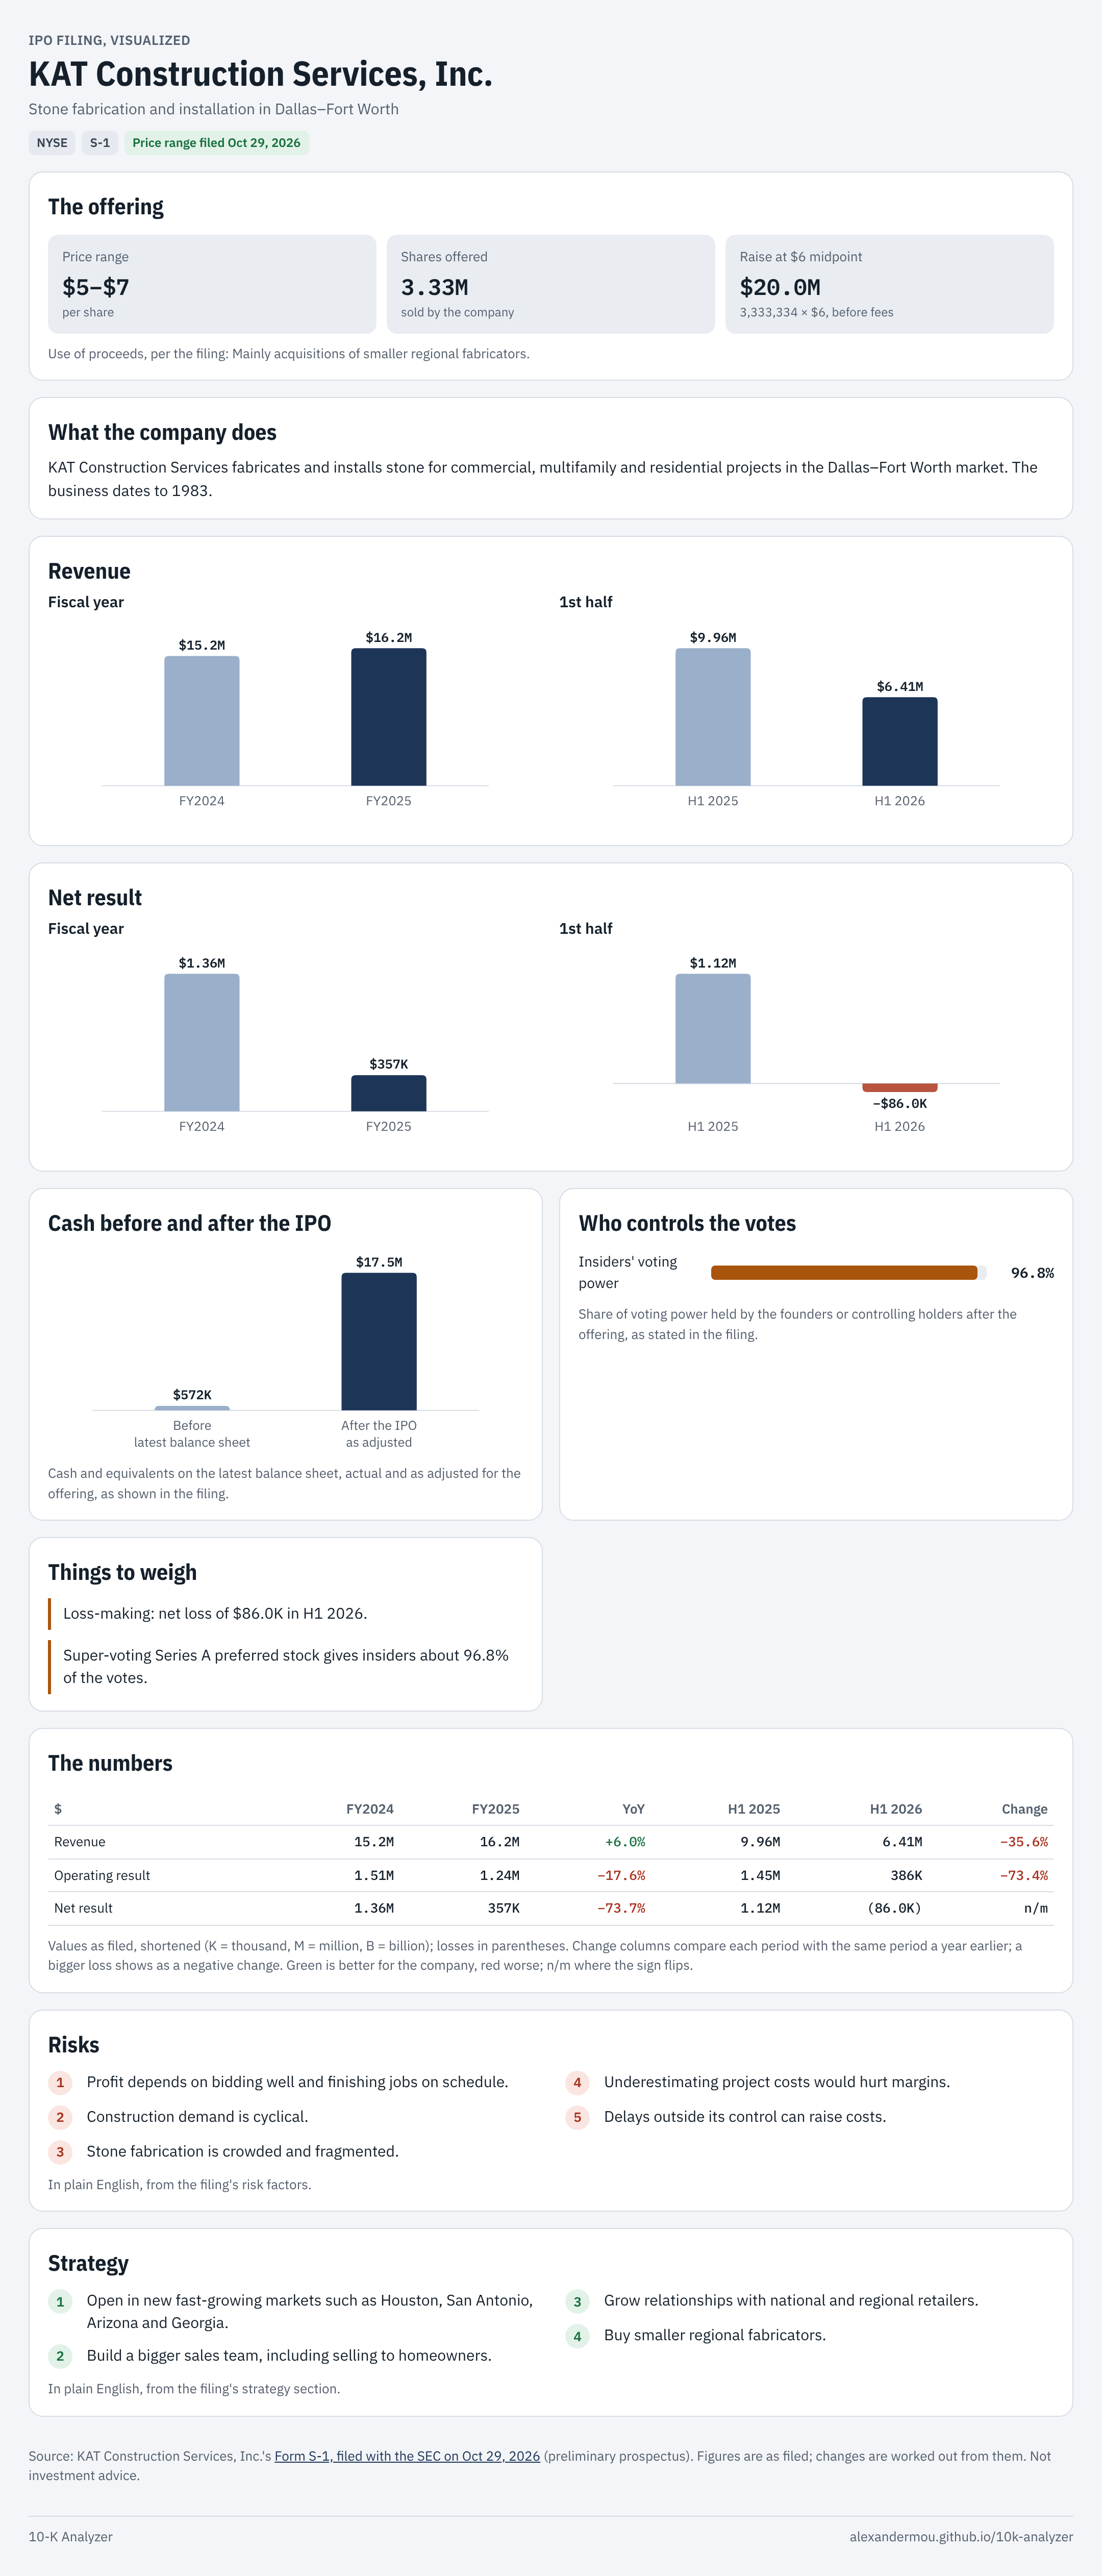 IPO FILING, VISUALIZED
KAT Construction Services, Inc.
Stone fabrication and installation in Dallas–Fort Worth
NYSE S-1 Price range filed Oct 29, 2026
The offering
Price range
$5–$7
per share
Shares offered
3.33M
sold by the company
Raise at $6 midpoint
$20.0M
3,333,334 × $6, before fees
Use of proceeds, per the filing: Mainly acquisitions of smaller regional fabricators.
What the company does
KAT Construction Services fabricates and installs stone for commercial, multifamily and residential projects in the Dallas–Fort Worth market. The
business dates to 1983.
Revenue
Fiscal year
$15.2M
$16.2M
FY2024
FY2025
1st half
$9.96M
$6.41M
H1 2025
H1 2026
Net result
Fiscal year
$1.36M
$357K
FY2024
FY2025
1st half
$1.12M
−$86.0K
H1 2025
H1 2026
Cash before and after the IPO
$572K
$17.5M
Before
latest balance sheet
After the IPO
as adjusted
Cash and equivalents on the latest balance sheet, actual and as adjusted for the
offering, as shown in the filing.
Who controls the votes
Insiders' voting
power
96.8%
Share of voting power held by the founders or controlling holders after the
offering, as stated in the filing.
Things to weigh
Loss-making: net loss of $86.0K in H1 2026.
Super-voting Series A preferred stock gives insiders about 96.8%
of the votes.
The numbers
$ FY2024 FY2025 YoY H1 2025 H1 2026 Change
Revenue 15.2M 16.2M +6.0% 9.96M 6.41M −35.6%
Operating result 1.51M 1.24M −17.6% 1.45M 386K −73.4%
Net result 1.36M 357K −73.7% 1.12M (86.0K) n/m
Values as filed, shortened (K = thousand, M = million, B = billion); losses in parentheses. Change columns compare each period with the same period a year earlier; a
bigger loss shows as a negative change. Green is better for the company, red worse; n/m where the sign flips.
Risks
1 Profit depends on bidding well and finishing jobs on schedule.
2 Construction demand is cyclical.
3 Stone fabrication is crowded and fragmented.
4 Underestimating project costs would hurt margins.
5 Delays outside its control can raise costs.
In plain English, from the filing's risk factors.
Strategy
1 Open in new fast-growing markets such as Houston, San Antonio,
Arizona and Georgia.
2 Build a bigger sales team, including selling to homeowners.
3 Grow relationships with national and regional retailers.
4 Buy smaller regional fabricators.
In plain English, from the filing's strategy section.
Source: KAT Construction Services, Inc.'s Form S-1, filed with the SEC on Oct 29, 2026 (preliminary prospectus). Figures are as filed; changes are worked out from them. Not
investment advice.
10-K Analyzer
alexandermou.github.io/10k-analyzer